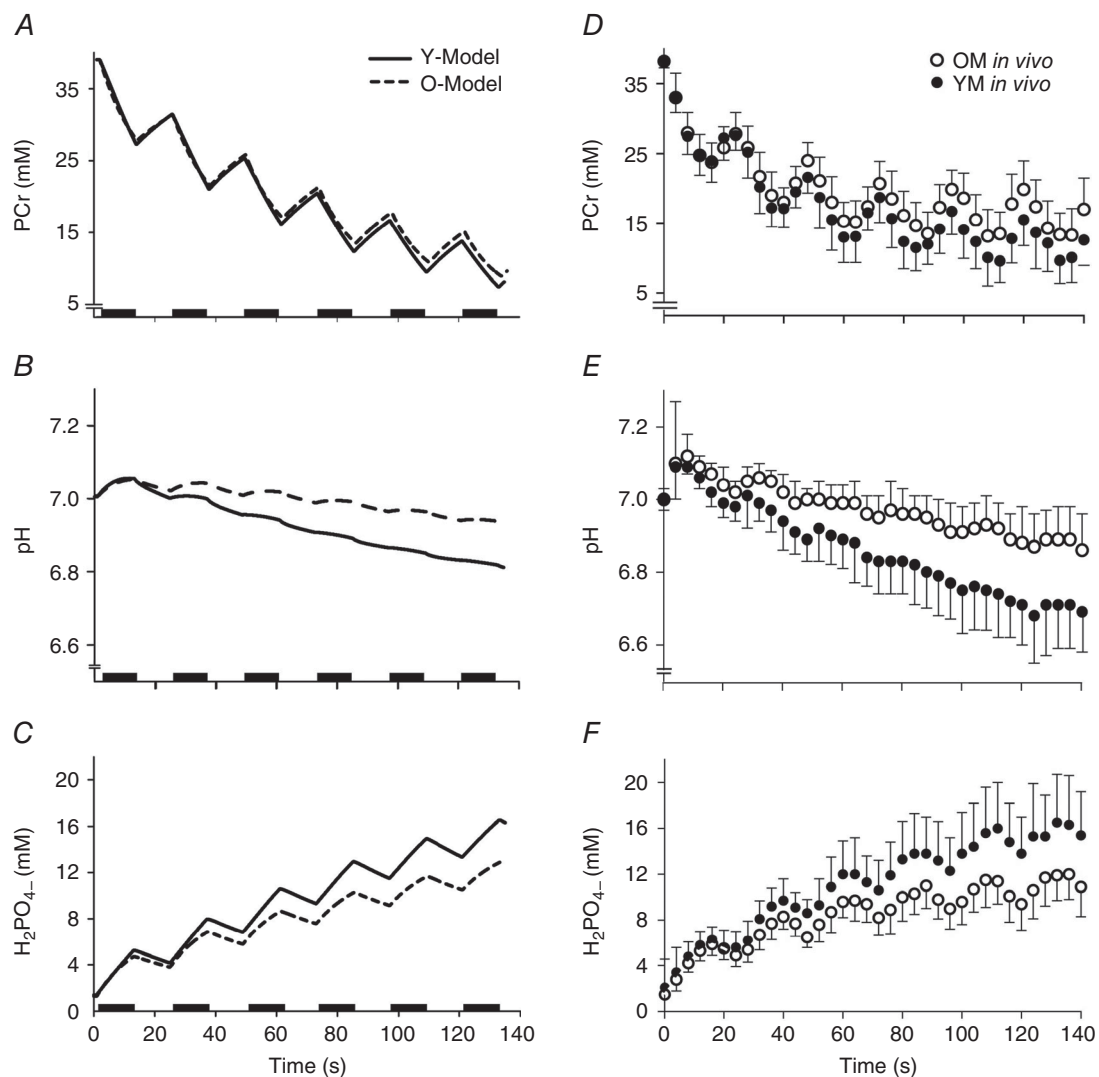 A
Y-Model
O-Model
35
25
15
5
PCr (mM)
B
7.2
7.0
6.8
6.6
pH
C
20
16
12
8
4
0
H₂PO₄₋ (mM)
0 20 40 60 80 100 120 140
Time (s)
D
OM in vivo
YM in vivo
35
25
15
5
PCr (mM)
E
7.2
7.0
6.8
6.6
pH
F
20
16
12
8
4
0
H₂PO₄₋ (mM)
0 20 40 60 80 100 120 140
Time (s)